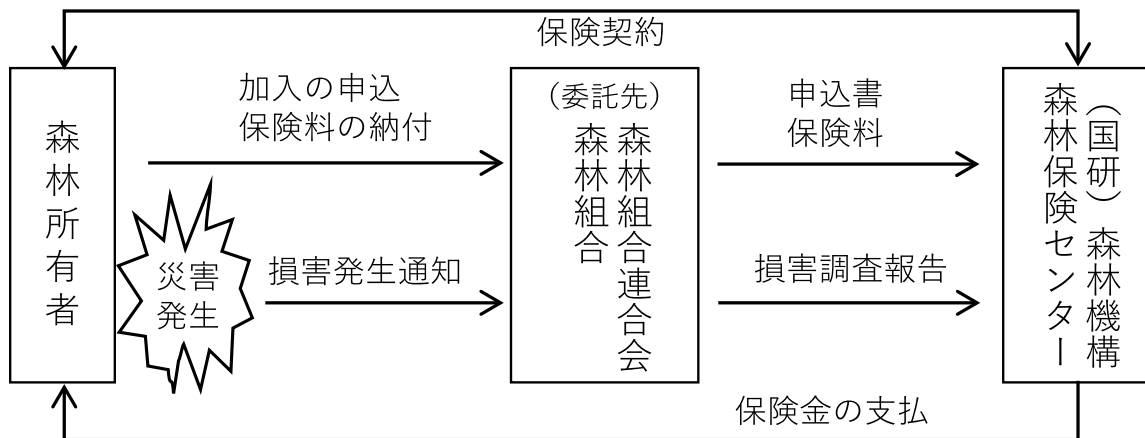 保険契約
森林所有者
加入の申込
保険料の納付
災害
発生
損害発生通知
（委託先）
森林組合連合会
森林組合
申込書
保険料
損害調査報告
（国研）森林機構
森林保険センター
保険金の支払